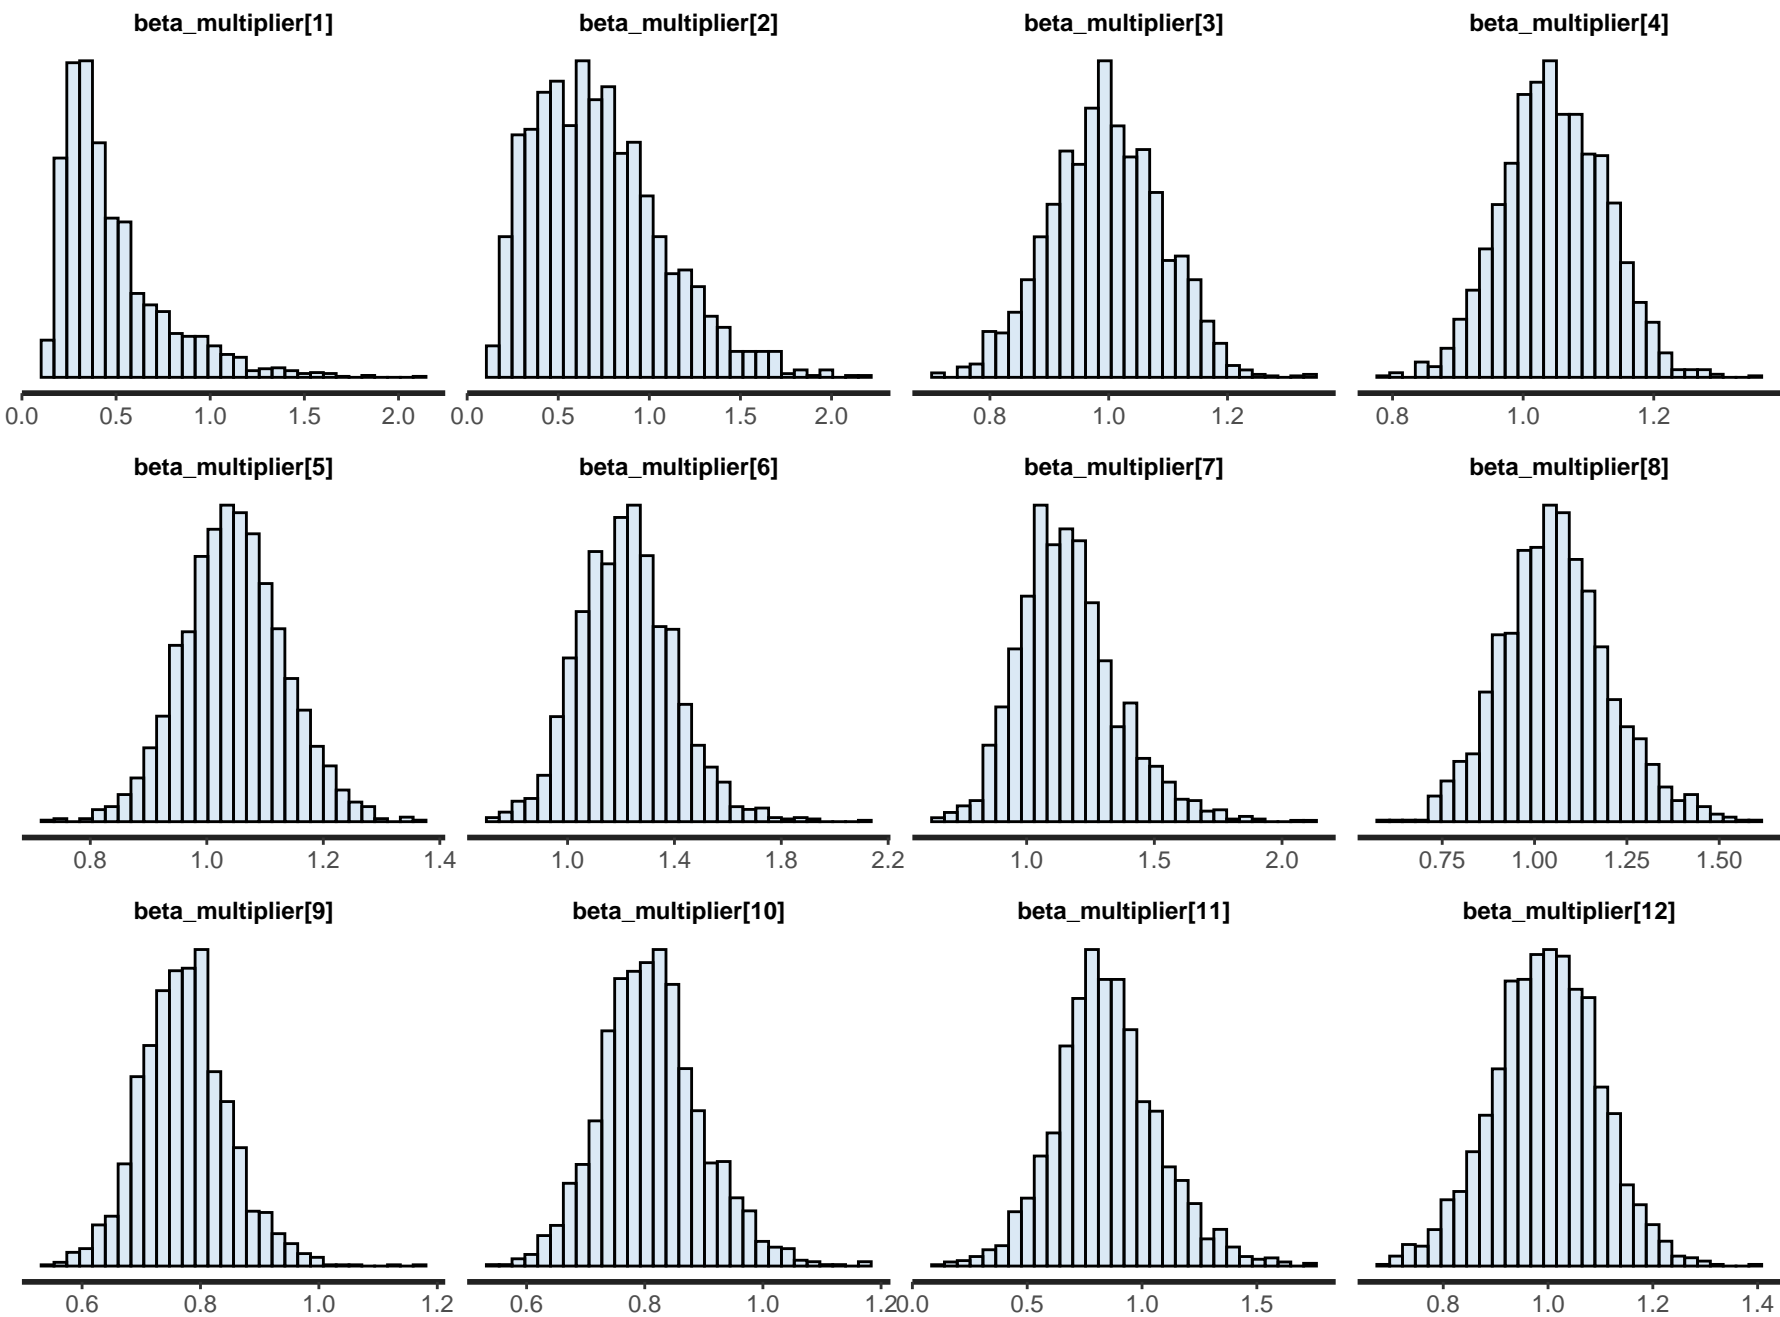 beta_multiplier[1] beta_multiplier[2] beta_multiplier[3] beta_multiplier[4]
0.0 0.5 1.0 1.5 2.0 0.0 0.5 1.0 1.5 2.0 0.8 1.0 1.2 0.8 1.0 1.2
beta_multiplier[5] beta_multiplier[6] beta_multiplier[7] beta_multiplier[8]
0.8 1.0 1.2 1.4 1.0 1.4 1.8 2.2 1.0 1.5 2.0 0.75 1.00 1.25 1.50
beta_multiplier[9] beta_multiplier[10] beta_multiplier[11] beta_multiplier[12]
0.6 0.8 1.0 1.2 0.6 0.8 1.0 1.2 0.0 0.5 1.0 1.5 0.8 1.0 1.2 1.4